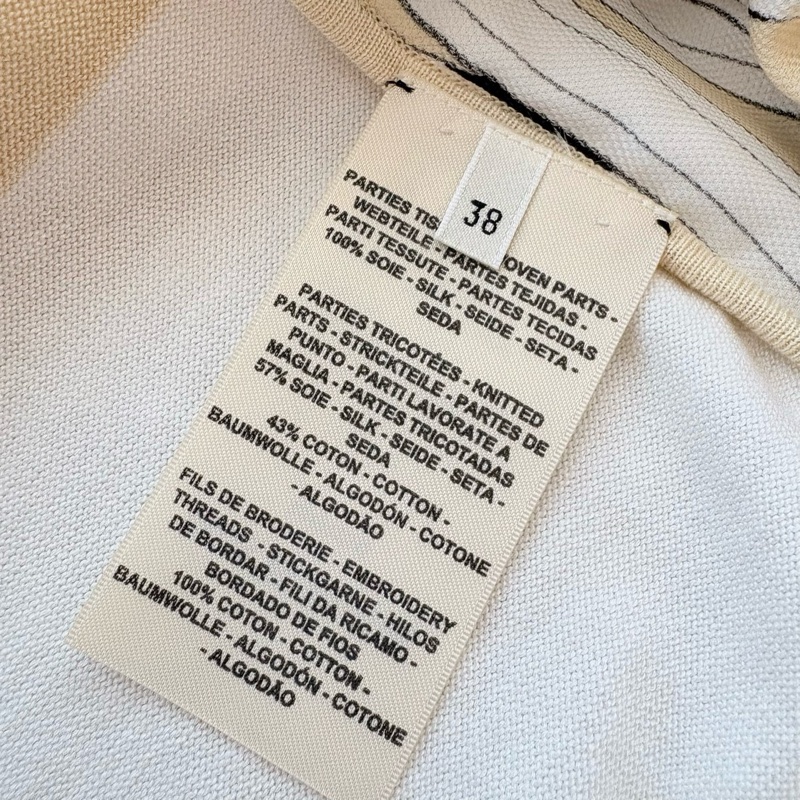 38
PARTIES
WEBTEILE - PARTES TEJIDAS -
PARTI TESSUTE - PARTES TECIDAS
100% SOIE - SILK - SEIDE - SETA -
SEDA
PARTIES TRICOTÉES - KNITTED
PARTS - STRICKTEILE - PARTES DE
PUNTO - PARTI LAVORATE A
MAGLIA - PARTES TRICOTADAS
57% SOIE - SILK - SEIDE - SETA -
SEDA
43% COTON - COTTON -
BAUMWOLLE - ALGODÓN - COTONE
- ALGODÃO
FILS DE BRODERIE - EMBROIDERY
THREADS - STICKGARNE - HILOS
DE BORDAR - FILI DA RICAMO -
BORDADO DE FIOS
100% COTON - COTTON -
BAUMWOLLE - ALGODÓN - COTONE
- ALGODÃO